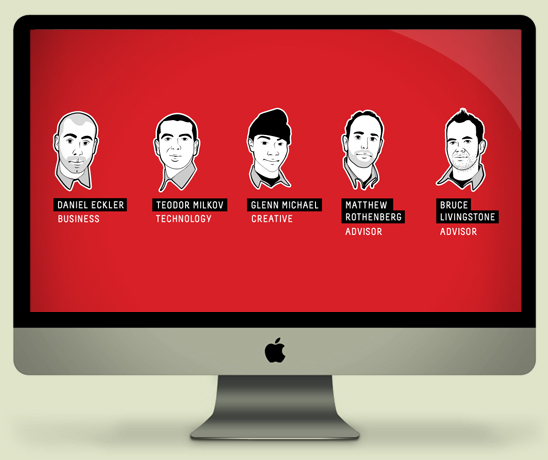 DANIEL ECKLER
BUSINESS
TEODOR MILKOV
TECHNOLOGY
GLENN MICHAEL
CREATIVE
MATTHEW
ROTHENBERG
ADVISOR
BRUCE
LIVINGSTONE
ADVISOR